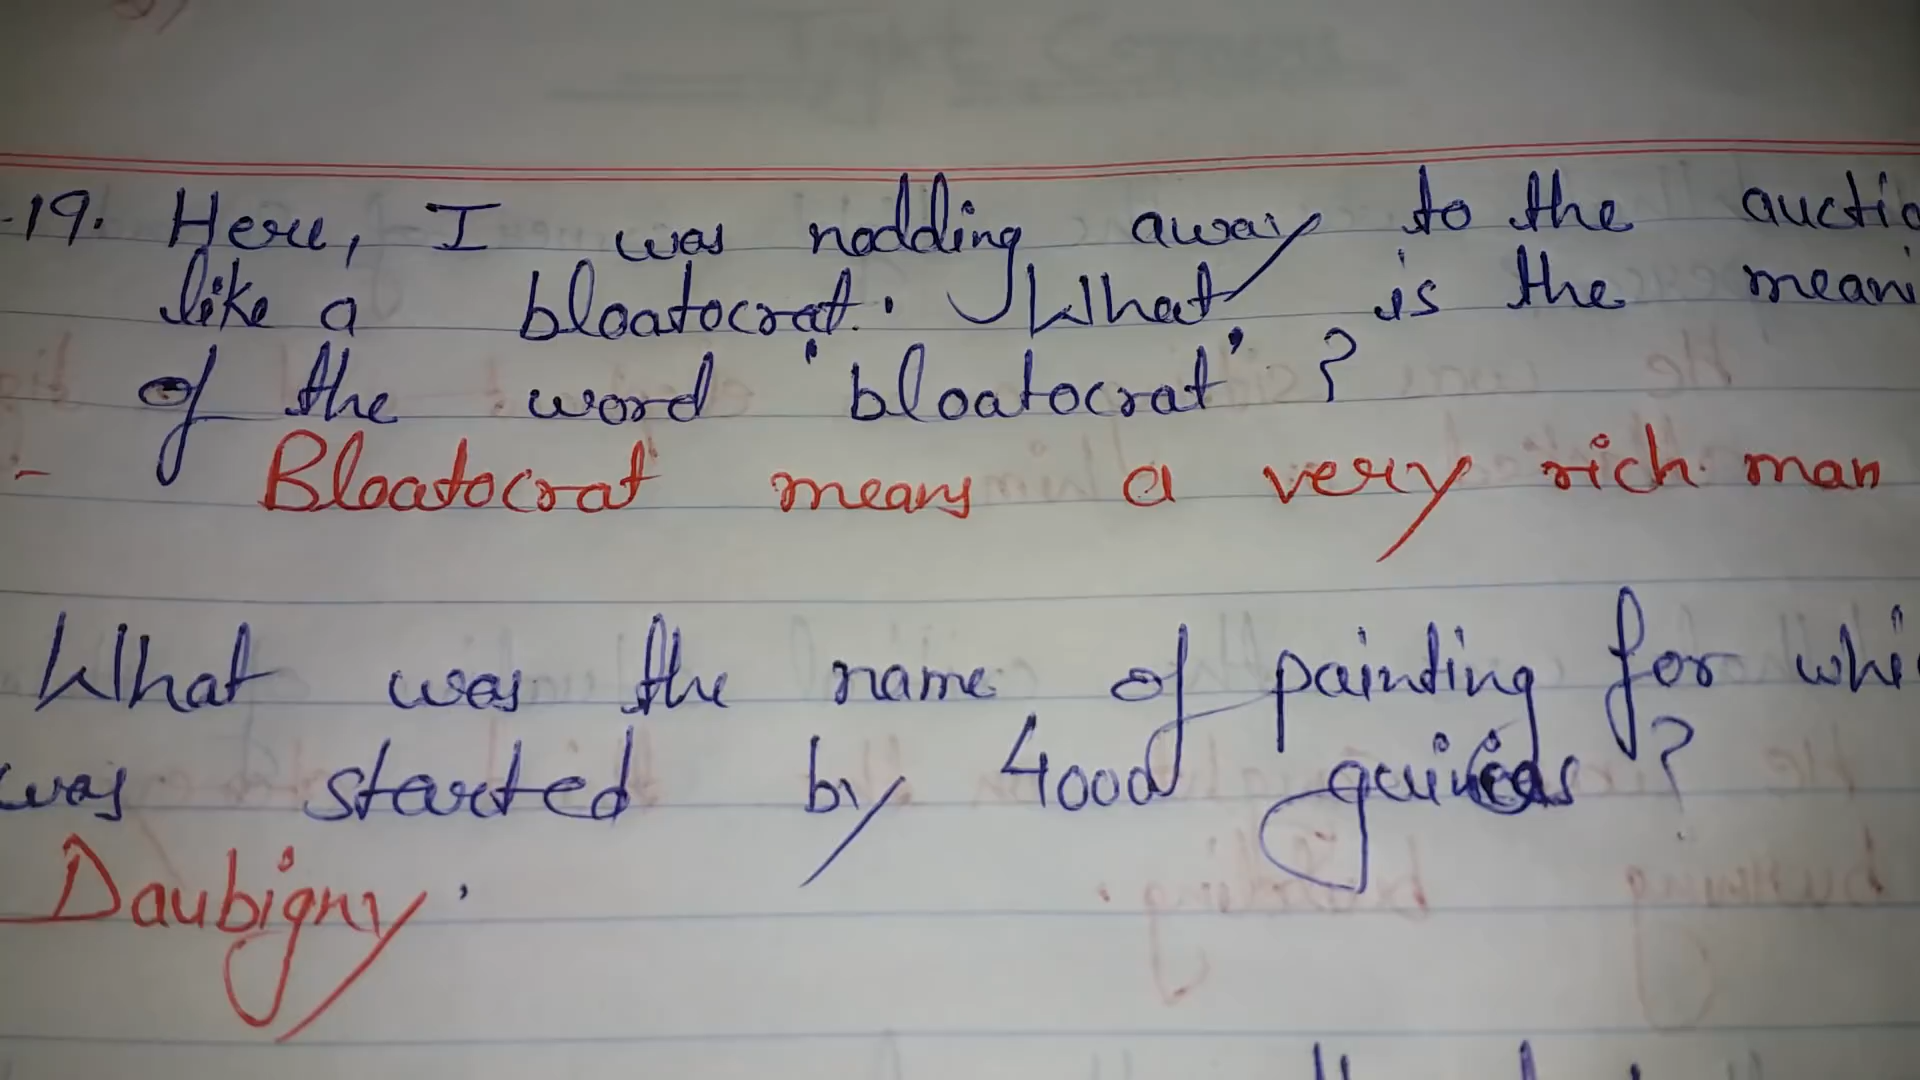 19. Here, I was nodding away to the auctio
like a bloatocrat. What is the meani
of the word 'bloatocrat'?
- Bloatocrat means a very rich man
What was the name of painting for whi
was started by 4000 guineas?
Daubigny.